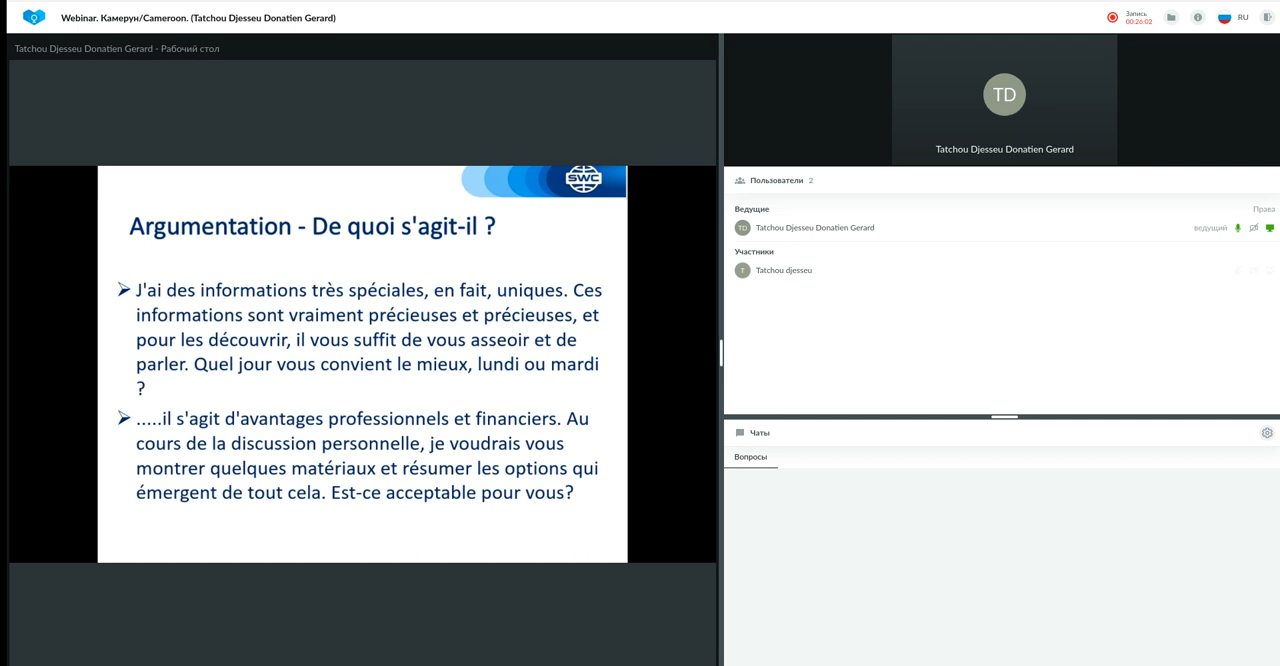 Webinar. Камерун/Cameroon. (Tatchou Djesseu Donatien Gerard)
Запись
00:26:02
RU
Tatchou Djesseu Donatien Gerard - Рабочий стол
SWC
Argumentation - De quoi s'agit-il ?
➢ J'ai des informations très spéciales, en fait, uniques. Ces
informations sont vraiment précieuses et précieuses, et
pour les découvrir, il vous suffit de vous asseoir et de
parler. Quel jour vous convient le mieux, lundi ou mardi
?
➢ .....il s'agit d'avantages professionnels et financiers. Au
cours de la discussion personnelle, je voudrais vous
montrer quelques matériaux et résumer les options qui
émergent de tout cela. Est-ce acceptable pour vous?
TD
Tatchou Djesseu Donatien Gerard
Пользователи 2
Ведущие Права
TD Tatchou Djesseu Donatien Gerard ведущий
Участники
T Tatchou djesseu
Чаты
Вопросы